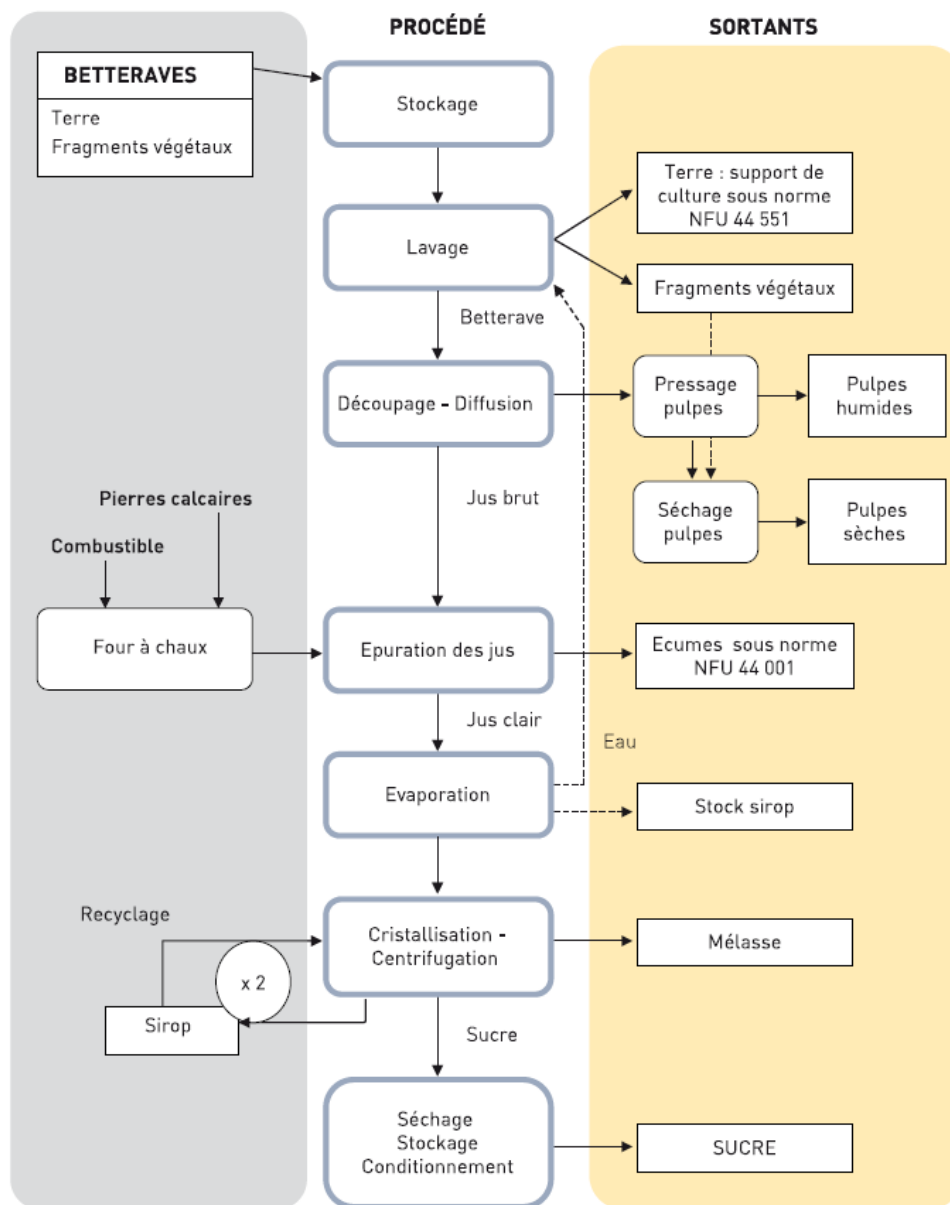 PROCÉDÉ
SORTANTS
BETTERAVES
Terre
Fragments végétaux
Stockage
Terre : support de
culture sous norme
NFU 44 551
Lavage
Fragments végétaux
Betterave
Découpage - Diffusion
Pressage
pulpes
Pulpes
humides
Jus brut
Pierres calcaires
Combustible
Séchage
pulpes
Pulpes
sèches
Four à chaux
Epuration des jus
Ecumes sous norme
NFU 44 001
Jus clair
Eau
Evaporation
Stock sirop
Recyclage
Cristallisation -
Centrifugation
Mélasse
x 2
Sirop
Sucre
Séchage
Stockage
Conditionnement
SUCRE